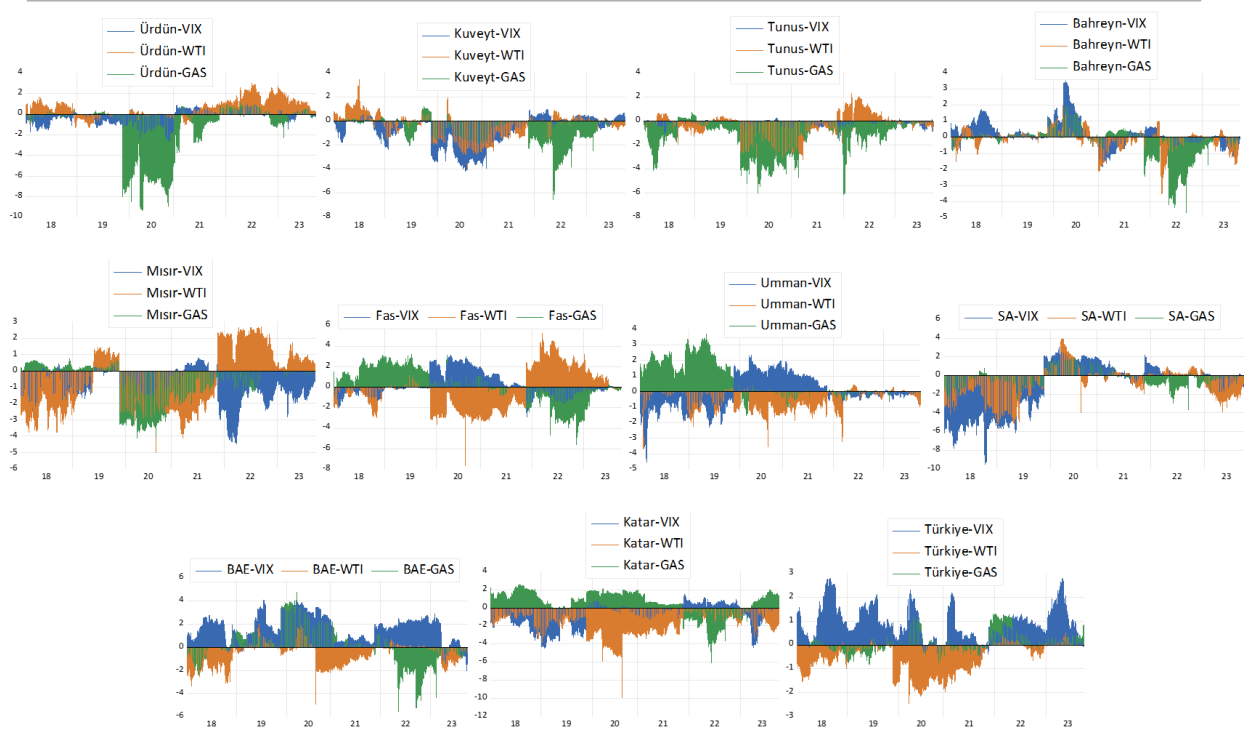 Ürdün-VIX
Ürdün-WTI
Ürdün-GAS
4
2
0
-2
-4
-6
-8
-10
18 19 20 21 22 23
Kuveyt-VIX
Kuveyt-WTI
Kuveyt-GAS
4
2
0
-2
-4
-6
-8
18 19 20 21 22 23
Tunus-VIX
Tunus-WTI
Tunus-GAS
4
2
0
-2
-4
-6
-8
18 19 20 21 22 23
Bahreyn-VIX
Bahreyn-WTI
Bahreyn-GAS
4
3
2
1
0
-1
-2
-3
-4
-5
18 19 20 21 22 23
Mısır-VIX
Mısır-WTI
Mısır-GAS
3
2
1
0
-1
-2
-3
-4
-5
-6
18 19 20 21 22 23
Fas-VIX Fas-WTI Fas-GAS
6
4
2
0
-2
-4
-6
-8
18 19 20 21 22 23
Umman-VIX
Umman-WTI
Umman-GAS
4
3
2
1
0
-1
-2
-3
-4
-5
18 19 20 21 22 23
SA-VIX SA-WTI SA-GAS
6
4
2
0
-2
-4
-6
-8
-10
18 19 20 21 22 23
BAE-VIX BAE-WTI BAE-GAS
6
4
2
0
-2
-4
-6
18 19 20 21 22 23
Katar-VIX
Katar-WTI
Katar-GAS
4
2
0
-2
-4
-6
-8
-10
-12
18 19 20 21 22 23
Türkiye-VIX
Türkiye-WTI
Türkiye-GAS
3
2
1
0
-1
-2
-3
18 19 20 21 22 23